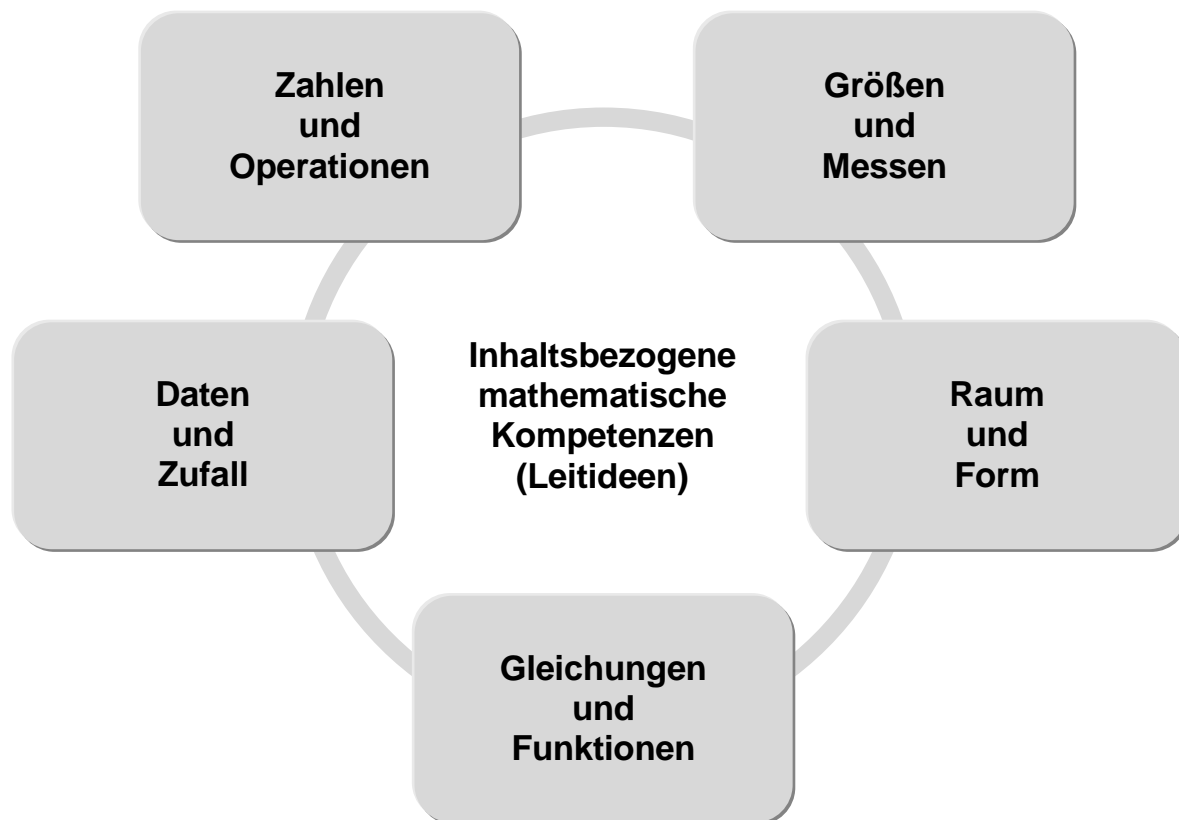 Zahlen
und
Operationen
Größen
und
Messen
Inhaltsbezogene
mathematische
Kompetenzen
(Leitideen)
Daten
und
Zufall
Raum
und
Form
Gleichungen
und
Funktionen